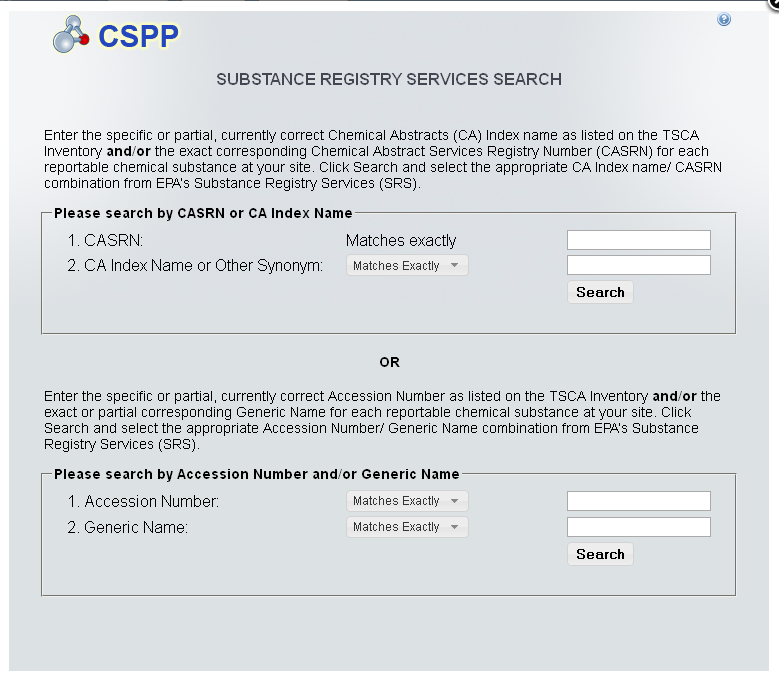 CSPP
?
SUBSTANCE REGISTRY SERVICES SEARCH
Enter the specific or partial, currently correct Chemical Abstracts (CA) Index name as listed on the TSCA
Inventory and/or the exact corresponding Chemical Abstract Services Registry Number (CASRN) for each
reportable chemical substance at your site. Click Search and select the appropriate CA Index name/ CASRN
combination from EPA's Substance Registry Services (SRS).
Please search by CASRN or CA Index Name
1. CASRN: Matches exactly
2. CA Index Name or Other Synonym: Matches Exactly
Search
OR
Enter the specific or partial, currently correct Accession Number as listed on the TSCA Inventory and/or the
exact or partial corresponding Generic Name for each reportable chemical substance at your site. Click
Search and select the appropriate Accession Number/ Generic Name combination from EPA's Substance
Registry Services (SRS).
Please search by Accession Number and/or Generic Name
1. Accession Number: Matches Exactly
2. Generic Name: Matches Exactly
Search